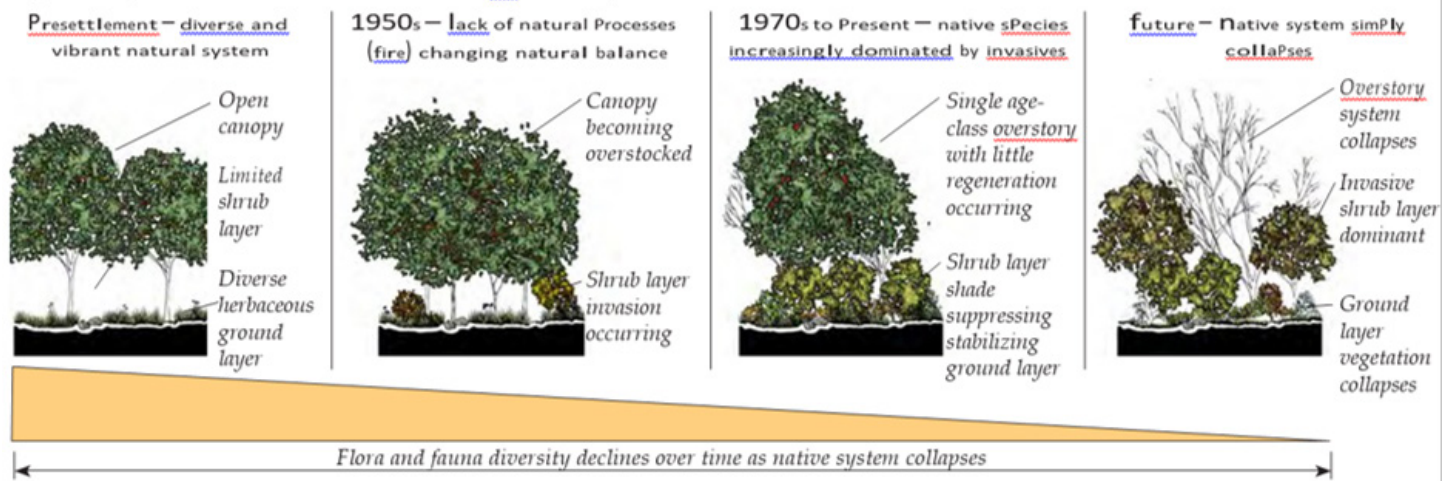 Presettlement – diverse and
vibrant natural system
Open
canopy
Limited
shrub
layer
Diverse
herbaceous
ground
layer
1950s – lack of natural Processes
(fire) changing natural balance
Canopy
becoming
overstocked
Shrub layer
invasion
occurring
1970s to Present – native sPecies
increasingly dominated by invasives
Single age-
class overstory
with little
regeneration
occurring
Shrub layer
shade
suppressing
stabilizing
ground layer
future – Native system simPly
collaPses
Overstory
system
collapses
Invasive
shrub layer
dominant
Ground
layer
vegetation
collapses
Flora and fauna diversity declines over time as native system collapses